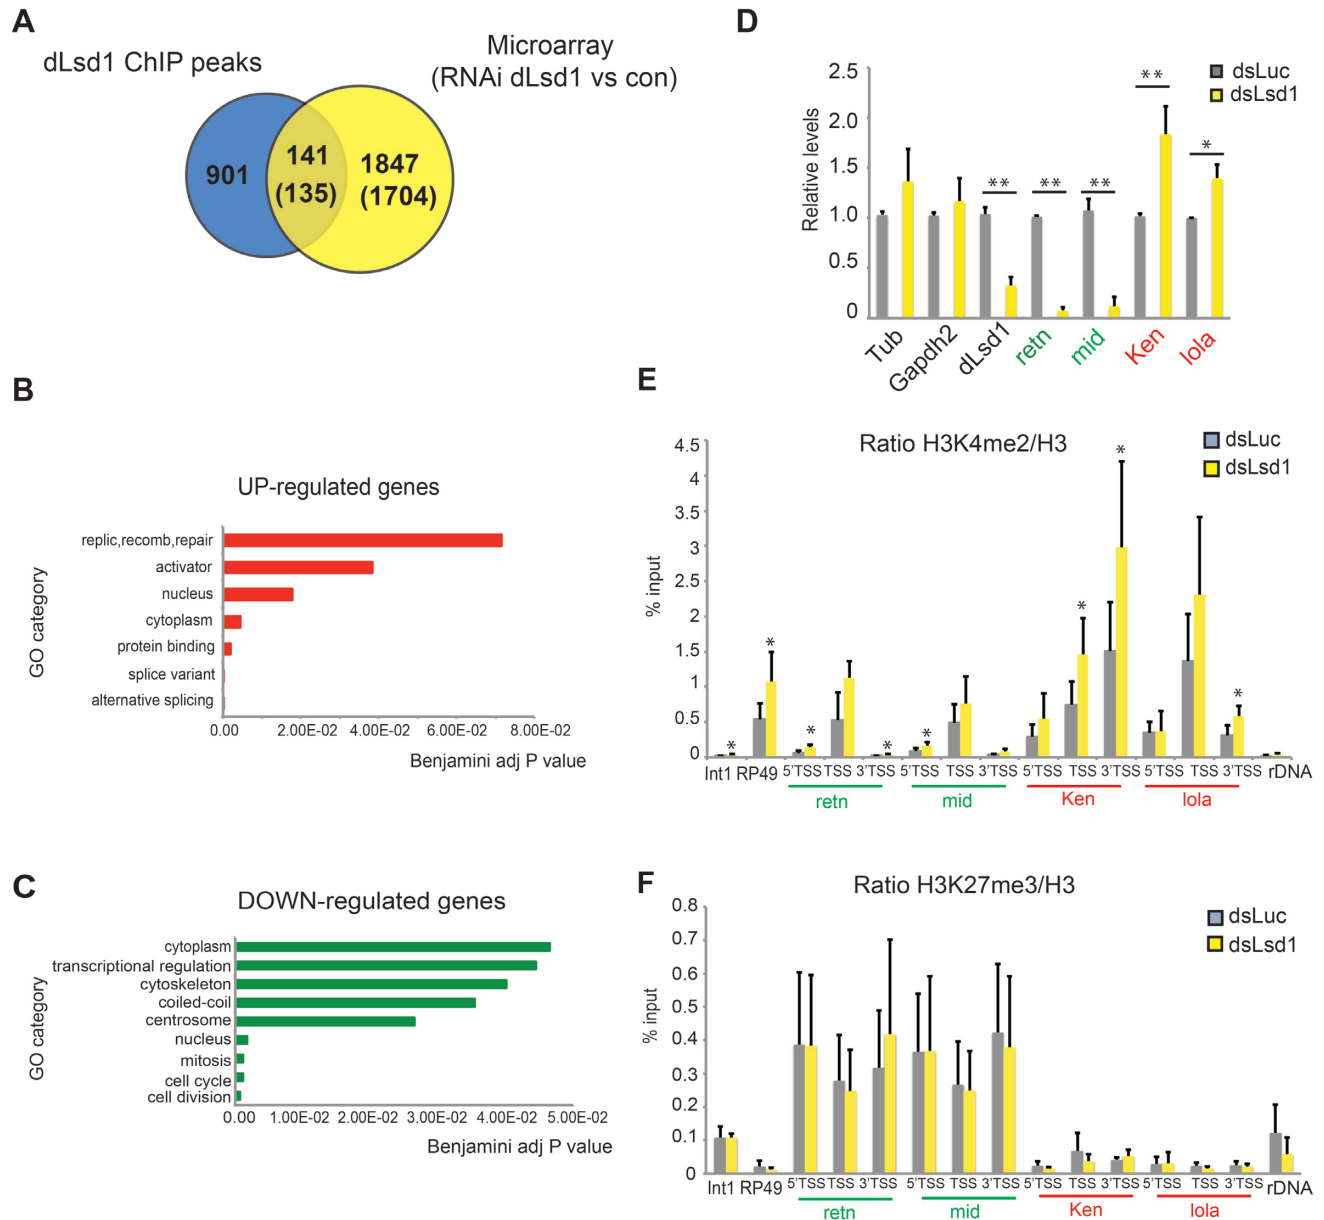 A
dLsd1 ChIP peaks
Microarray
(RNAi dLsd1 vs con)
901
141
(135)
1847
(1704)
B
UP-regulated genes
GO category
replic,recomb,repair
activator
nucleus
cytoplasm
protein binding
splice variant
alternative splicing
0.00 2.00E-02 4.00E-02 6.00E-02 8.00E-02
Benjamini adj P value
C
DOWN-regulated genes
GO category
cytoplasm
transcriptional regulation
cytoskeleton
coiled-coil
centrosome
nucleus
mitosis
cell cycle
cell division
0.00 1.00E-02 2.00E-02 3.00E-02 4.00E-02 5.00E-02
Benjamini adj P value
D
dsLuc
dsLsd1
Relative levels
2.5
2.0
1.5
1.0
0.5
0
** ** ** ** *
Tub Gapdh2 dLsd1 retn mid Ken lola
E
Ratio H3K4me2/H3
dsLuc
dsLsd1
% input
4.5
4
3.5
3
2.5
2
1.5
1
0.5
0
* * * * * * * *
Int1 RP49 5'TSS TSS 3'TSS 5'TSS TSS 3'TSS 5'TSS TSS 3'TSS 5'TSS TSS 3'TSS rDNA
retn mid Ken lola
F
Ratio H3K27me3/H3
dsLuc
dsLsd1
% input
0.8
0.7
0.6
0.5
0.4
0.3
0.2
0.1
0
Int1 RP49 5'TSS TSS 3'TSS 5'TSS TSS 3'TSS 5'TSS TSS 3'TSS 5'TSS TSS 3'TSS rDNA
retn mid Ken lola